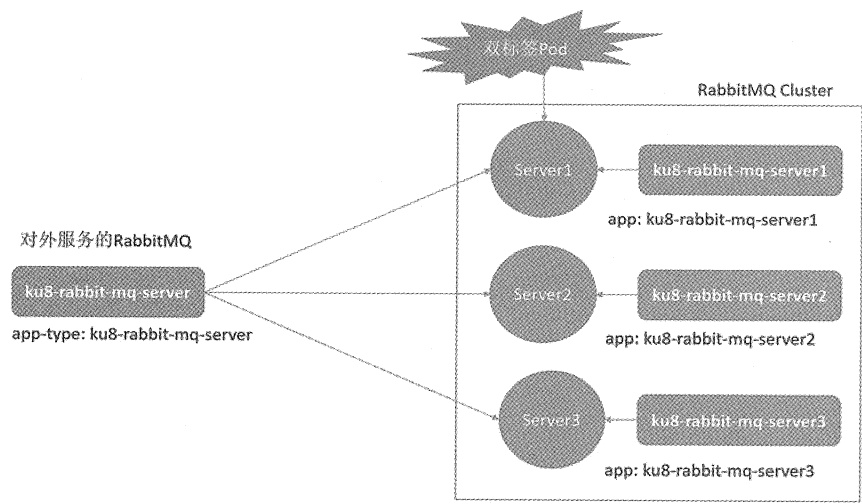 双标签Pod
RabbitMQ Cluster
Server1
ku8-rabbit-mq-server1
app: ku8-rabbit-mq-server1
对外服务的RabbitMQ
ku8-rabbit-mq-server
app-type: ku8-rabbit-mq-server
Server2
ku8-rabbit-mq-server2
app: ku8-rabbit-mq-server2
Server3
ku8-rabbit-mq-server3
app: ku8-rabbit-mq-server3